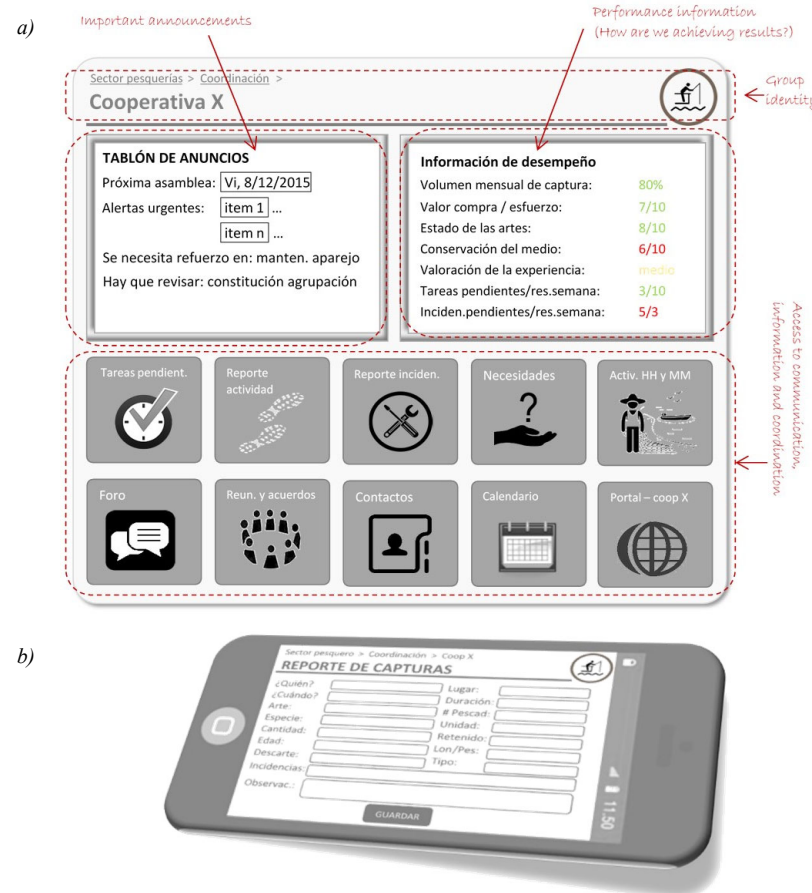 a)
Important announcements
Performance information
(How are we achieving results?)
Group
identity
Sector pesquerías > Coordinación >
Cooperativa X
TABLÓN DE ANUNCIOS
Próxima asamblea: Vi, 8/12/2015
Alertas urgentes: item 1 ...
item n ...
Se necesita refuerzo en: manten. aparejo
Hay que revisar: constitución agrupación
Información de desempeño
Volumen mensual de captura: 80%
Valor compra / esfuerzo: 7/10
Estado de las artes: 8/10
Conservación del medio: 6/10
Valoración de la experiencia: medio
Tareas pendientes/res.semana: 3/10
Inciden.pendientes/res.semana: 5/3
Access to communication,
information and coordination
Tareas pendient.
Reporte
actividad
Reporte inciden.
Necesidades
Activ. HH y MM
Foro
Reun. y acuerdos
Contactos
Calendario
Portal – coop X
b)
Sector pesquero > Coordinación > Coop X
REPORTE DE CAPTURAS
¿Quién? Lugar:
¿Cuándo? Duración:
Arte: # Pescad:
Especie: Unidad:
Cantidad: Retenido:
Edad: Lon/Pes:
Descarte: Tipo:
Incidencias:
Observac.:
GUARDAR
11.50